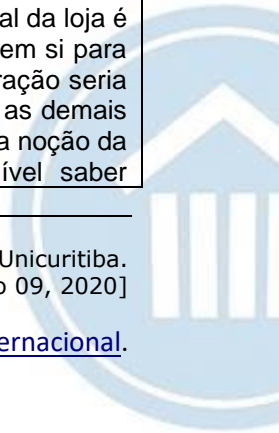 al da loja é
em si para
ração seria
as demais
a noção da
ível saber
Unicuritiba.
o 09, 2020]
ernacional.